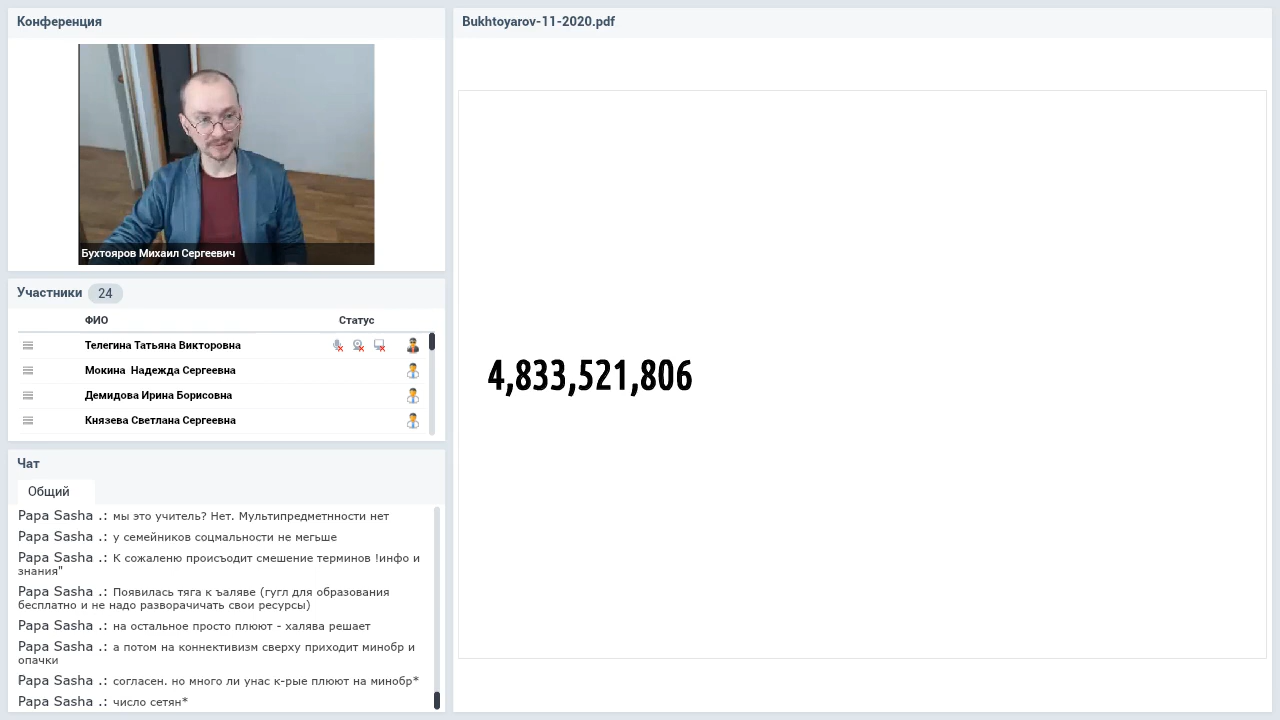 Конференция
Бухтояров Михаил Сергеевич
Участники 24
ФИО Статус
Телегина Татьяна Викторовна
Мокина Надежда Сергеевна
Демидова Ирина Борисовна
Князева Светлана Сергеевна
Чат
Общий
Papa Sasha .: мы это учитель? Нет. Мультипредметнности нет
Papa Sasha .: у семейников соцмальности не мегьше
Papa Sasha .: К сожаленю происъодит смешение терминов !инфо и
знания"
Papa Sasha .: Появилась тяга к ъаляве (гугл для образования
бесплатно и не надо разворачичать свои ресурсы)
Papa Sasha .: на остальное просто плюют - халява решает
Papa Sasha .: а потом на коннективизм сверху приходит минобр и
опачки
Papa Sasha .: согласен. но много ли унас к-рые плюют на минобр*
Papa Sasha .: число сетян*
Bukhtoyarov-11-2020.pdf
4,833,521,806